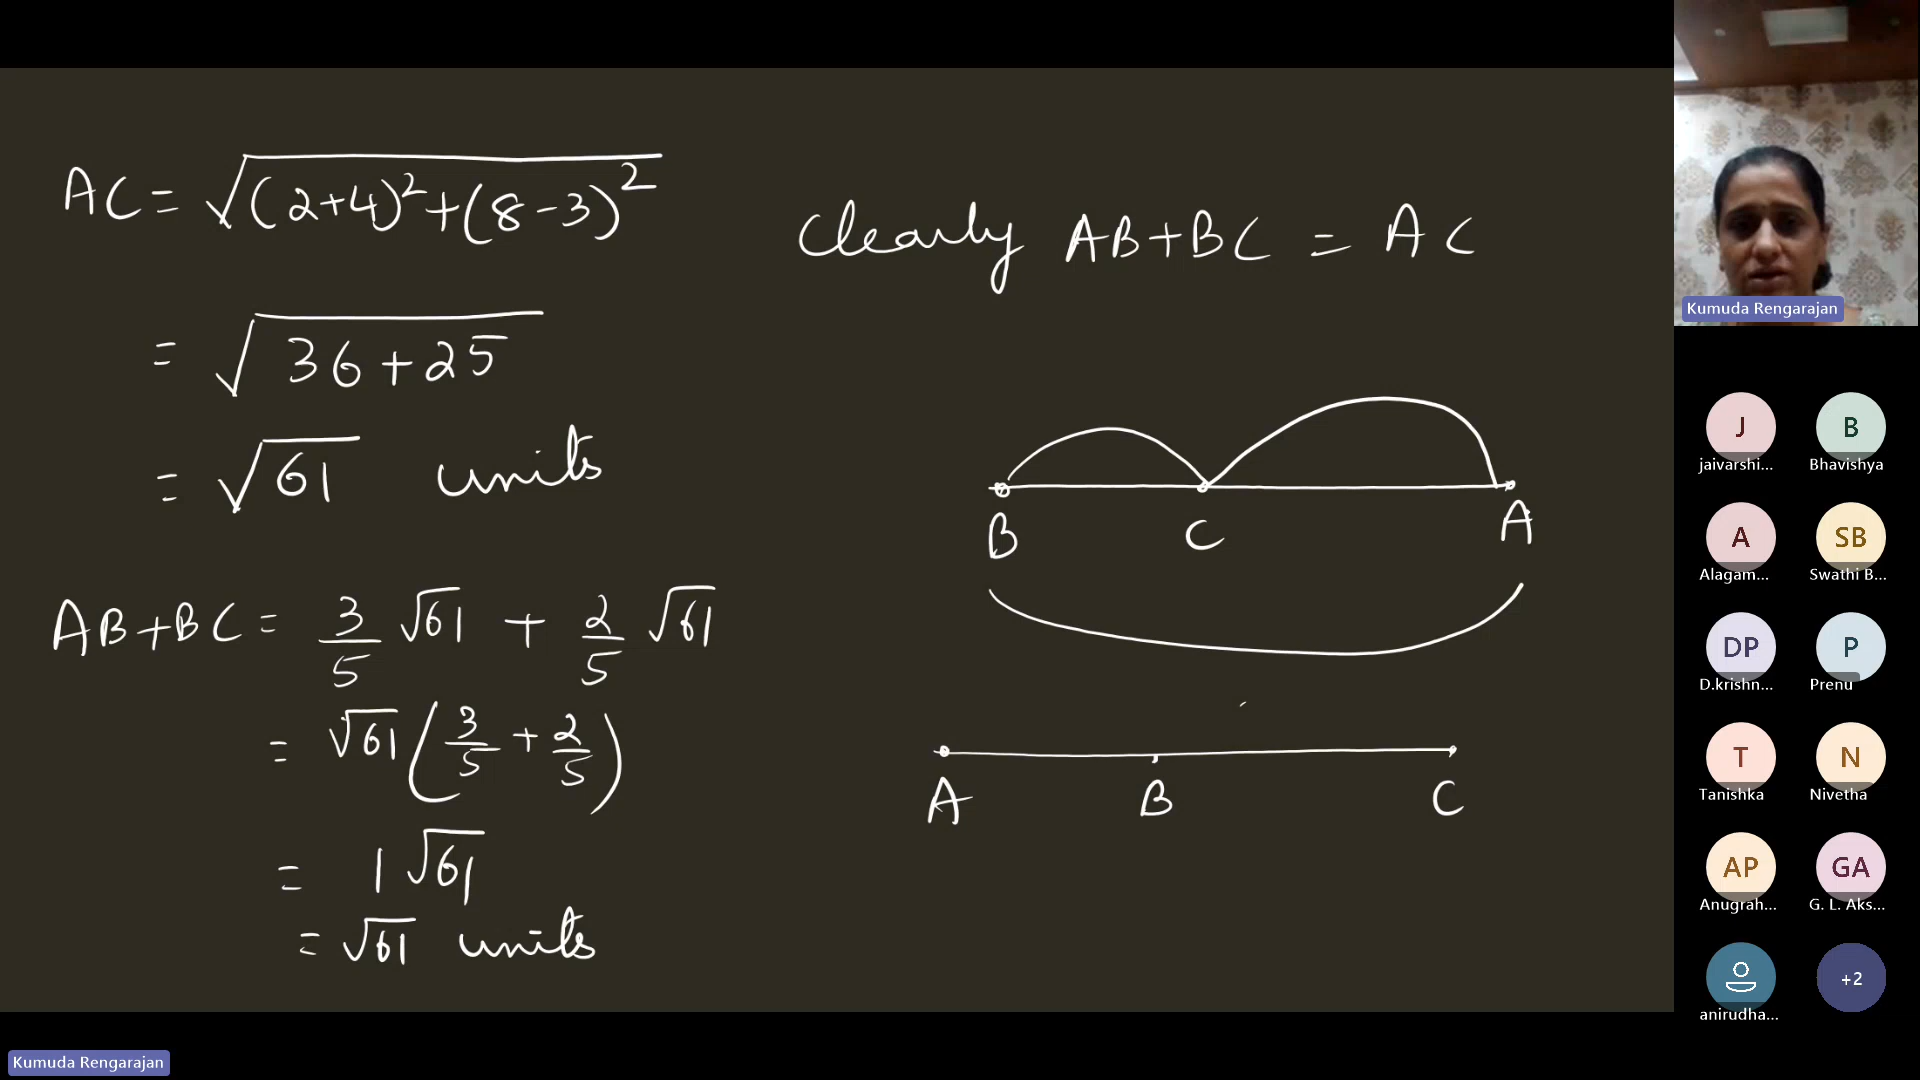 AC = √(2+4)²+(8-3)²
= √36+25
= √61 units
AB+BC = 3/5 √61 + 2/5 √61
= √61 (3/5 + 2/5)
= 1 √61
= √61 units
Clearly AB+BC = AC
B C A
A B C
Kumuda Rengarajan
J B
jaivarshi... Bhavishya
A SB
Alagam... Swathi B...
DP P
D.krishn... Prenu
T N
Tanishka Nivetha
AP GA
Anugrah... G. L. Aks...
+2
anirudha...
Kumuda Rengarajan